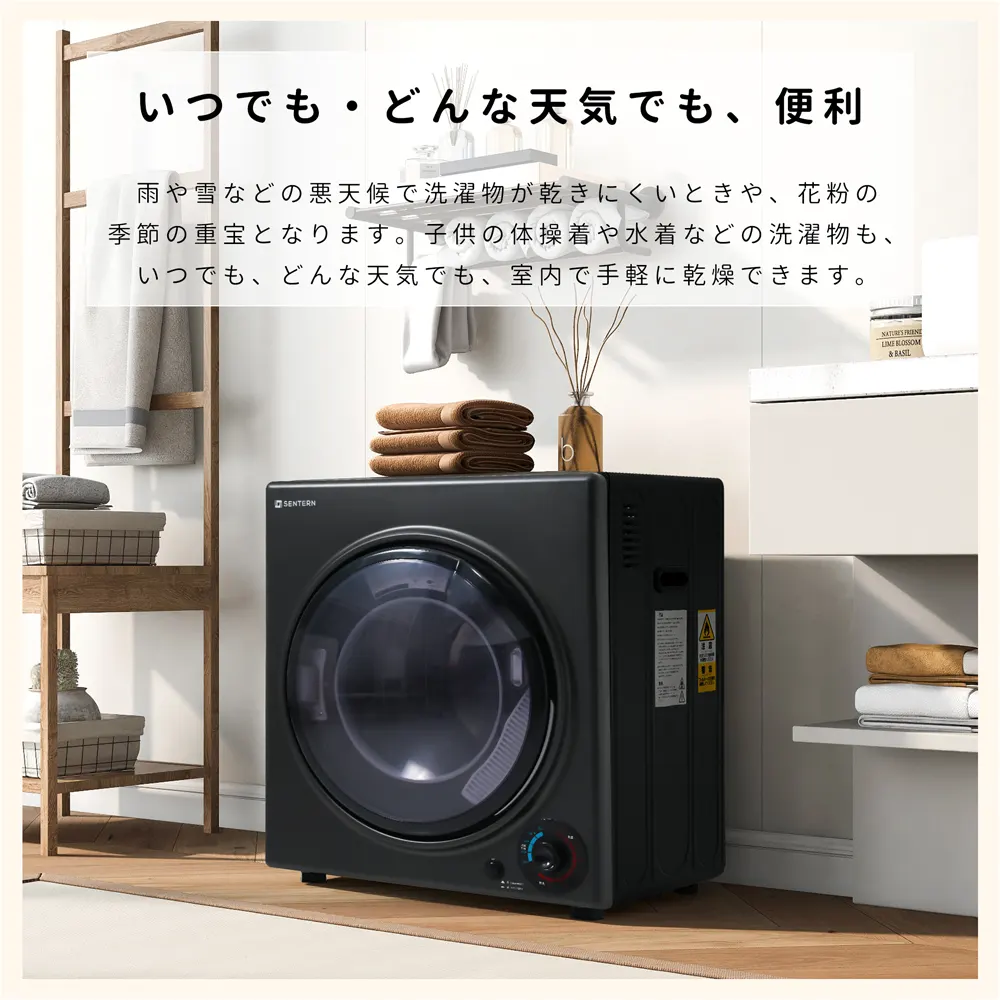 いつでも・どんな天気でも、便利
雨や雪などの悪天候で洗濯物が乾きにくいときや、花粉の
季節の重宝となります。子供の体操着や水着などの洗濯物も、
いつでも、どんな天気でも、室内で手軽に乾燥できます。
NATURE'S FRIEND
LIME BLOSSOM
& BASIL
b
SENTERN
注意